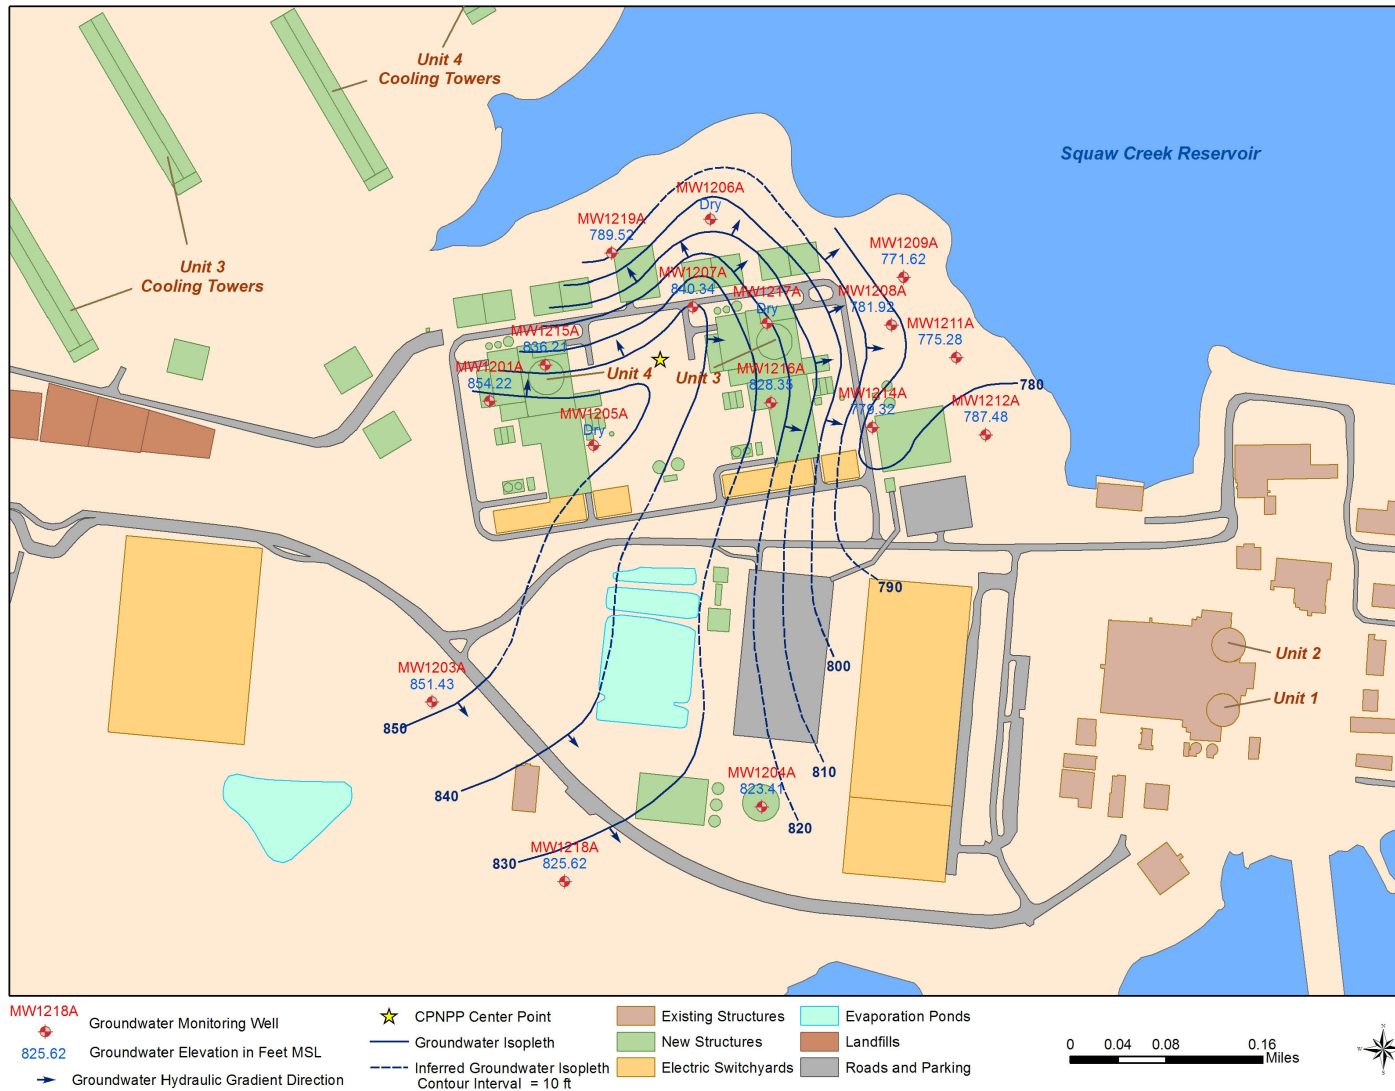 Unit 4
Cooling Towers
Squaw Creek Reservoir
MW1206A
Dry
MW1219A
789.52
MW1209A
771.62
Unit 3
Cooling Towers
MW1207A
840.34
MW1217A
Dry
MW1208A
781.92
MW1215A
836.21
MW1211A
775.28
MW1201A
854.22
Unit 4
Unit 3
MW1216A
828.35
780
MW1205A
Dry
MW1214A
779.32
MW1212A
787.48
790
MW1203A
851.43
800
Unit 2
Unit 1
850
840
810
MW1204A
823.41
820
830
MW1218A
825.62
MW1218A
825.62
Groundwater Monitoring Well
Groundwater Elevation in Feet MSL
Groundwater Hydraulic Gradient Direction
CPNPP Center Point
Groundwater Isopleth
Inferred Groundwater Isopleth
Contour Interval = 10 ft
Existing Structures
New Structures
Electric Switchyards
Evaporation Ponds
Landfills
Roads and Parking
0 0.04 0.08 0.16
Miles